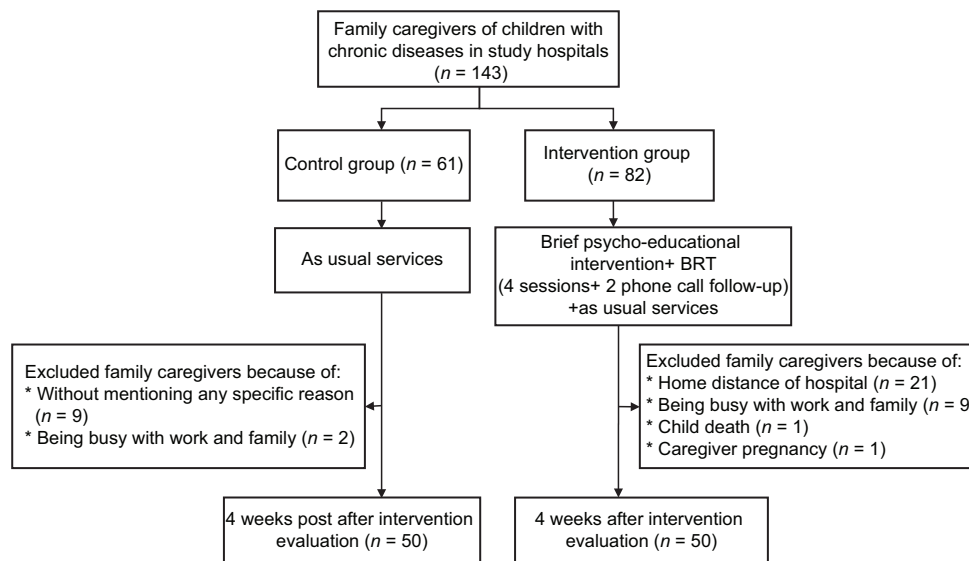 Family caregivers of children with
chronic diseases in study hospitals
(n = 143)
Control group (n = 61)
Intervention group
(n = 82)
As usual services
Brief psycho-educational
intervention+ BRT
(4 sessions+ 2 phone call follow-up)
+as usual services
Excluded family caregivers because of:
* Without mentioning any specific reason
(n = 9)
* Being busy with work and family (n = 2)
Excluded family caregivers because of:
* Home distance of hospital (n = 21)
* Being busy with work and family (n = 9
* Child death (n = 1)
* Caregiver pregnancy (n = 1)
4 weeks post after intervention
evaluation (n = 50)
4 weeks after intervention
evaluation (n = 50)